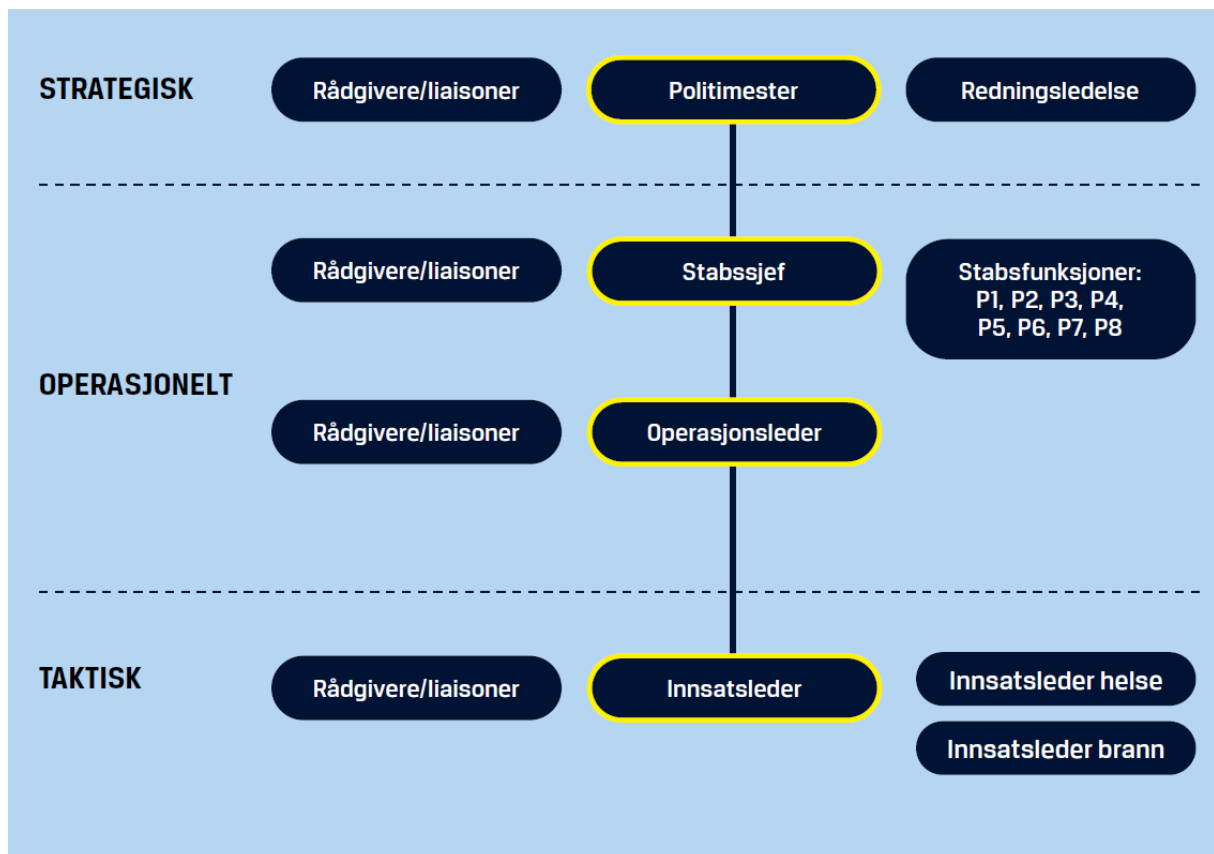 STRATEGISK
Rådgivere/liaisoner
Politimester
Redningsledelse
OPERASJONELT
Rådgivere/liaisoner
Stabssjef
Stabsfunksjoner:
P1, P2, P3, P4,
P5, P6, P7, P8
Rådgivere/liaisoner
Operasjonsleder
TAKTISK
Rådgivere/liaisoner
Innsatsleder
Innsatsleder helse
Innsatsleder brann